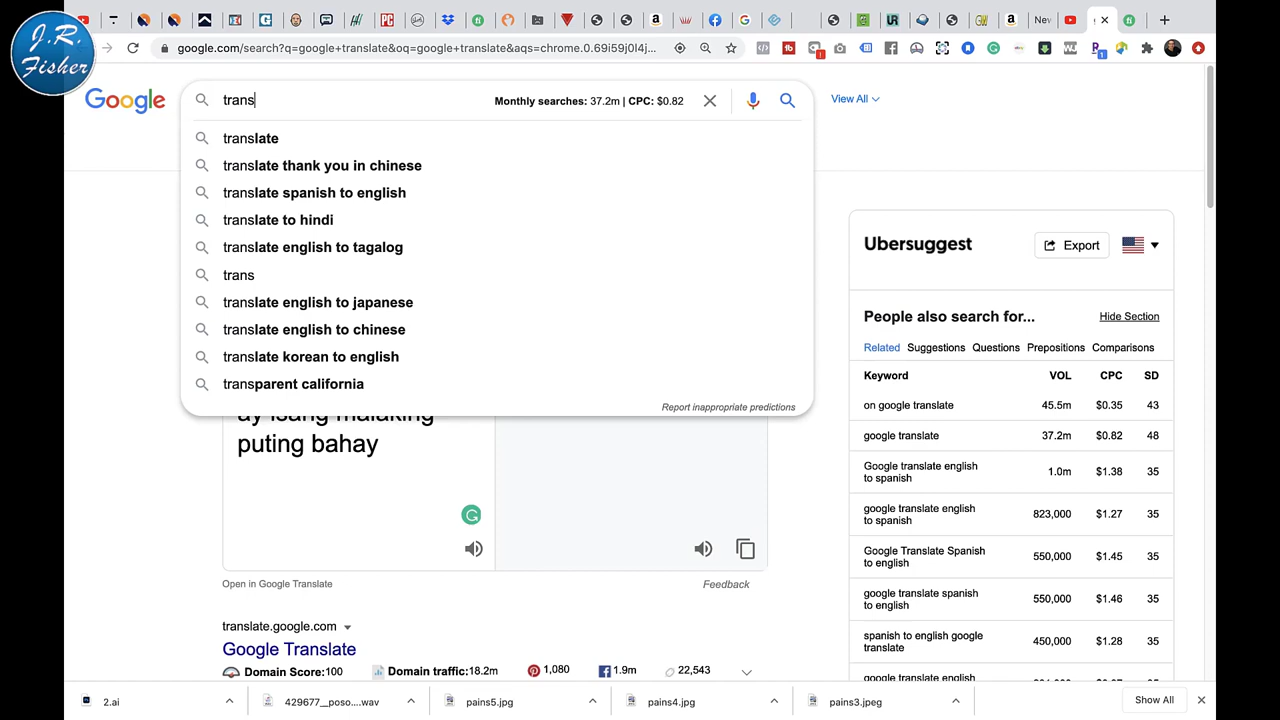 J.R.
Fisher
google.com/search?q=google+translate&oq=google+translate&aqs=chrome.0.69i59j0l4j...
New
Google
trans
Monthly searches: 37.2m | CPC: $0.82
View All
translate
translate thank you in chinese
translate spanish to english
translate to hindi
translate english to tagalog
trans
translate english to japanese
translate english to chinese
translate korean to english
transparent california
Report inappropriate predictions
ay isang malaking
puting bahay
Open in Google Translate
Feedback
translate.google.com
Google Translate
Domain Score:100
Domain traffic:18.2m
1,080
1.9m
22,543
Ubersuggest
Export
People also search for...
Hide Section
Related Suggestions Questions Prepositions Comparisons
Keyword VOL CPC SD
on google translate 45.5m $0.35 43
google translate 37.2m $0.82 48
Google translate english
to spanish 1.0m $1.38 35
google translate english
to spanish 823,000 $1.27 35
Google Translate Spanish
to english 550,000 $1.45 35
google translate spanish
to english 550,000 $1.46 35
spanish to english google
translate 450,000 $1.28 35
google translate english
2.ai
429677__poso....wav
pains5.jpg
pains4.jpg
pains3.jpeg
Show All